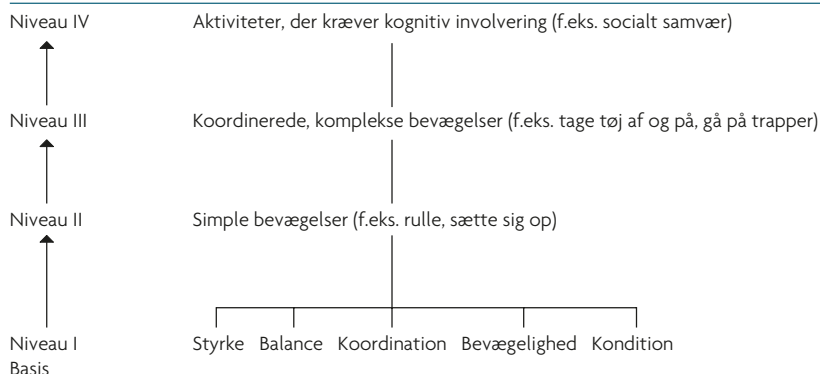 Niveau IV Aktiviteter, der kræver kognitiv involvering (f.eks. socialt samvær)
Niveau III Koordinerede, komplekse bevægelser (f.eks. tage tøj af og på, gå på trapper)
Niveau II Simple bevægelser (f.eks. rulle, sætte sig op)
Niveau I Styrke Balance Koordination Bevægelighed Kondition
Basis